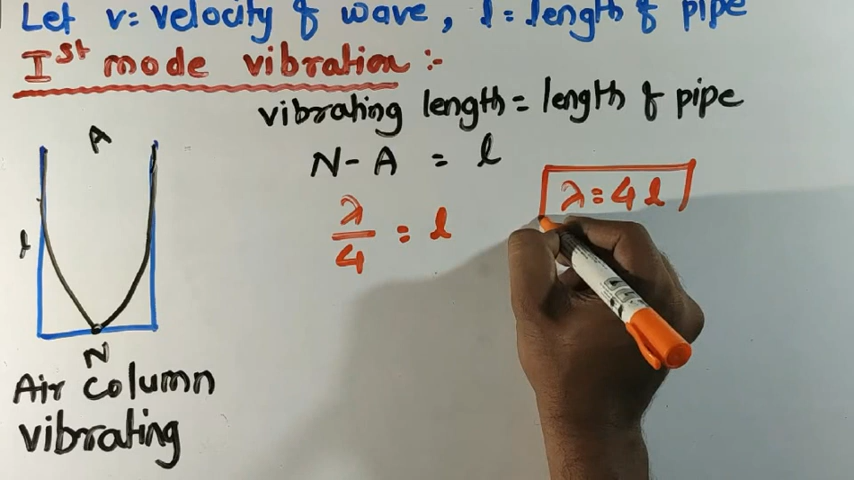 Let v= velocity of wave, l = length of pipe
Ist mode vibration :-
vibrating length = length of pipe
N-A = l
λ/4 = l
λ=4l
A
l
N
Air column
vibrating